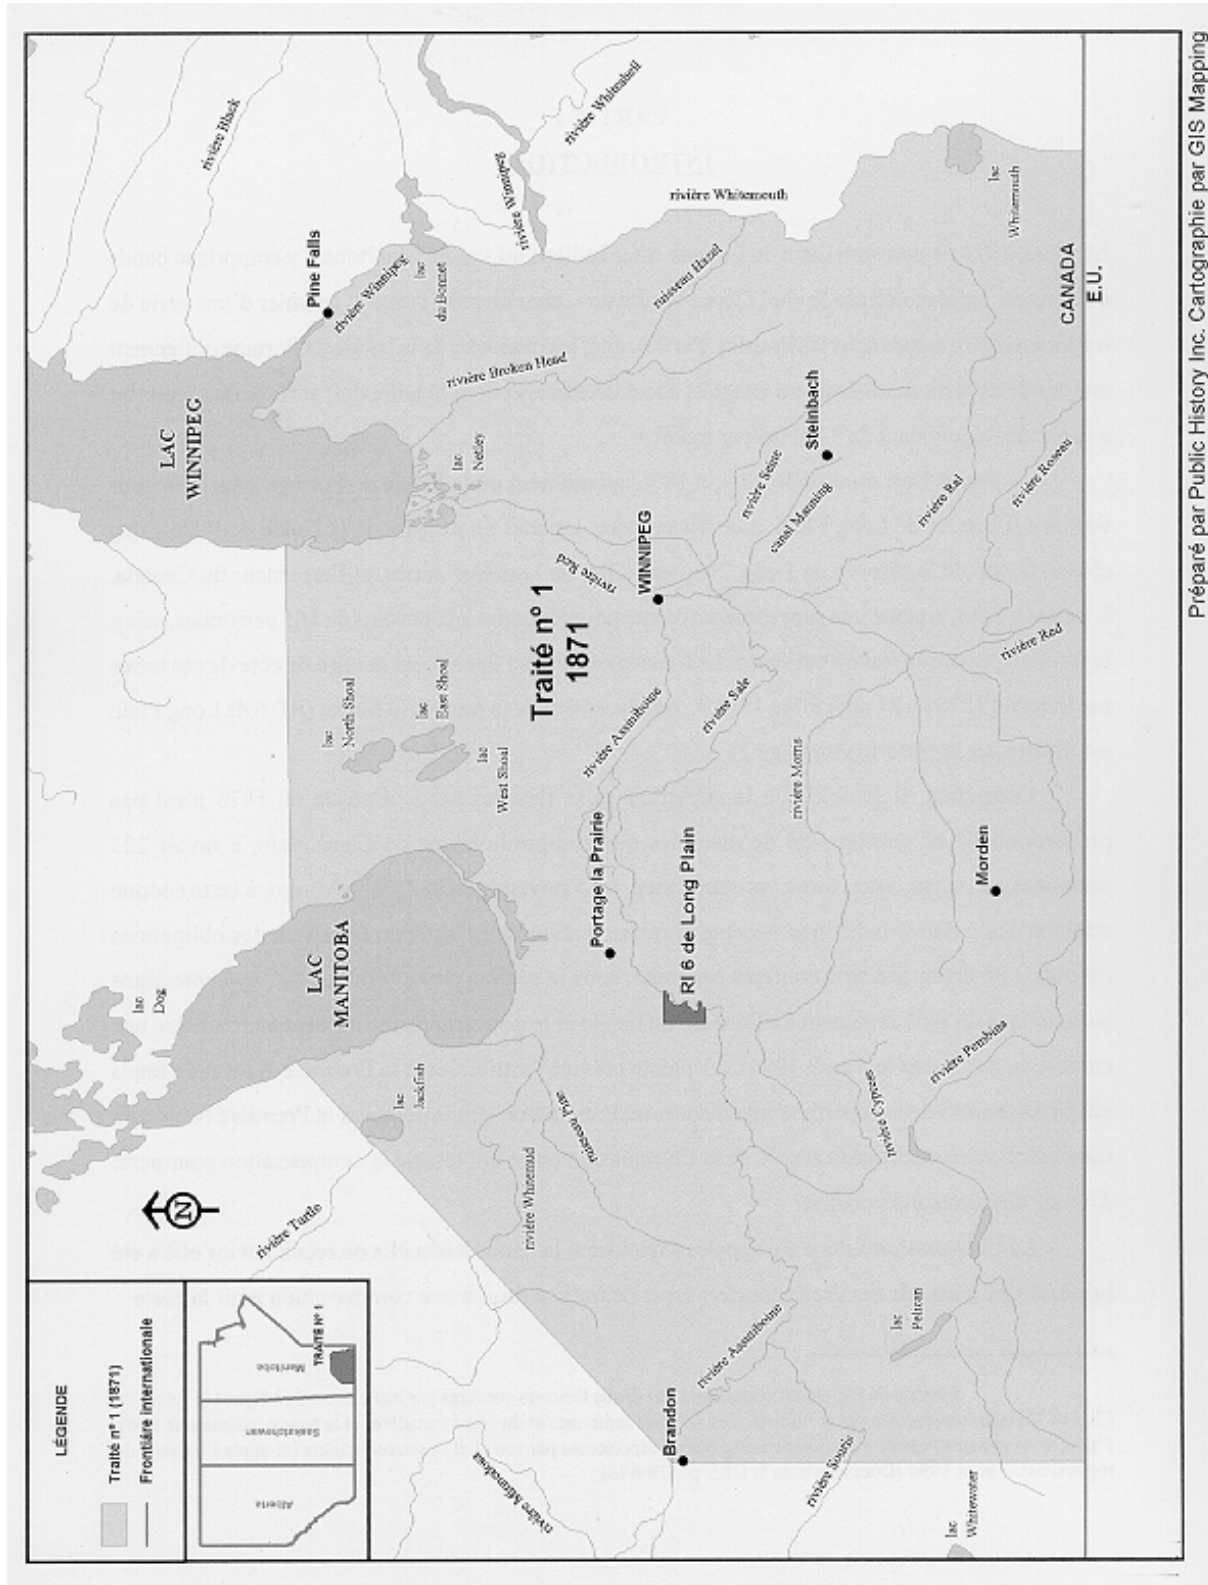 LÉGENDE
Traité nº 1 (1871)
Frontière internationale
Alberta
Saskatchewan
Manitoba
TRAITÉ Nº 1
N
LAC
WINNIPEG
LAC
MANITOBA
lac
Dog
lac
Jackfish
rivière Turtle
rivière Black
Pine Falls
rivière Winnipeg
lac
du Bonnet
rivière Winnipeg
rivière Whiteshell
rivière Whitemouth
ruisseau Hazel
rivière Broken Head
lac
Netley
lac
North Shoal
lac
East Shoal
lac
West Shoal
Traité nº 1
1871
rivière Red
WINNIPEG
rivière Seine
canal Manning
Steinbach
rivière Rat
rivière Roseau
lac
Whitemouth
CANADA
E.U.
rivière Assiniboine
rivière Sale
Portage la Prairie
RI 6 de Long Plain
rivière Morris
rivière Red
Morden
ruisseau Pine
rivière Whitemud
rivière Cypress
rivière Pembina
lac
Pelican
rivière Assiniboine
Brandon
rivière Minnedosa
rivière Souris
lac
Whitewater
Préparé par Public History Inc. Cartographie par GIS Mapping